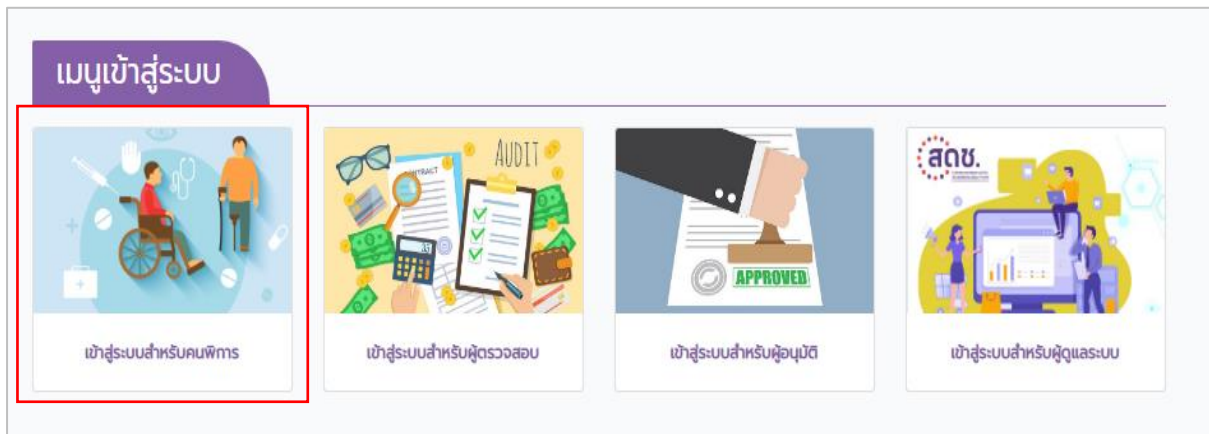 เมนูเข้าสู่ระบบ
AUDIT
CONTRACT
APPROVED
สดช.
เข้าสู่ระบบสำหรับคนพิการ
เข้าสู่ระบบสำหรับผู้ตรวจสอบ
เข้าสู่ระบบสำหรับผู้อนุมัติ
เข้าสู่ระบบสำหรับผู้ดูแลระบบ